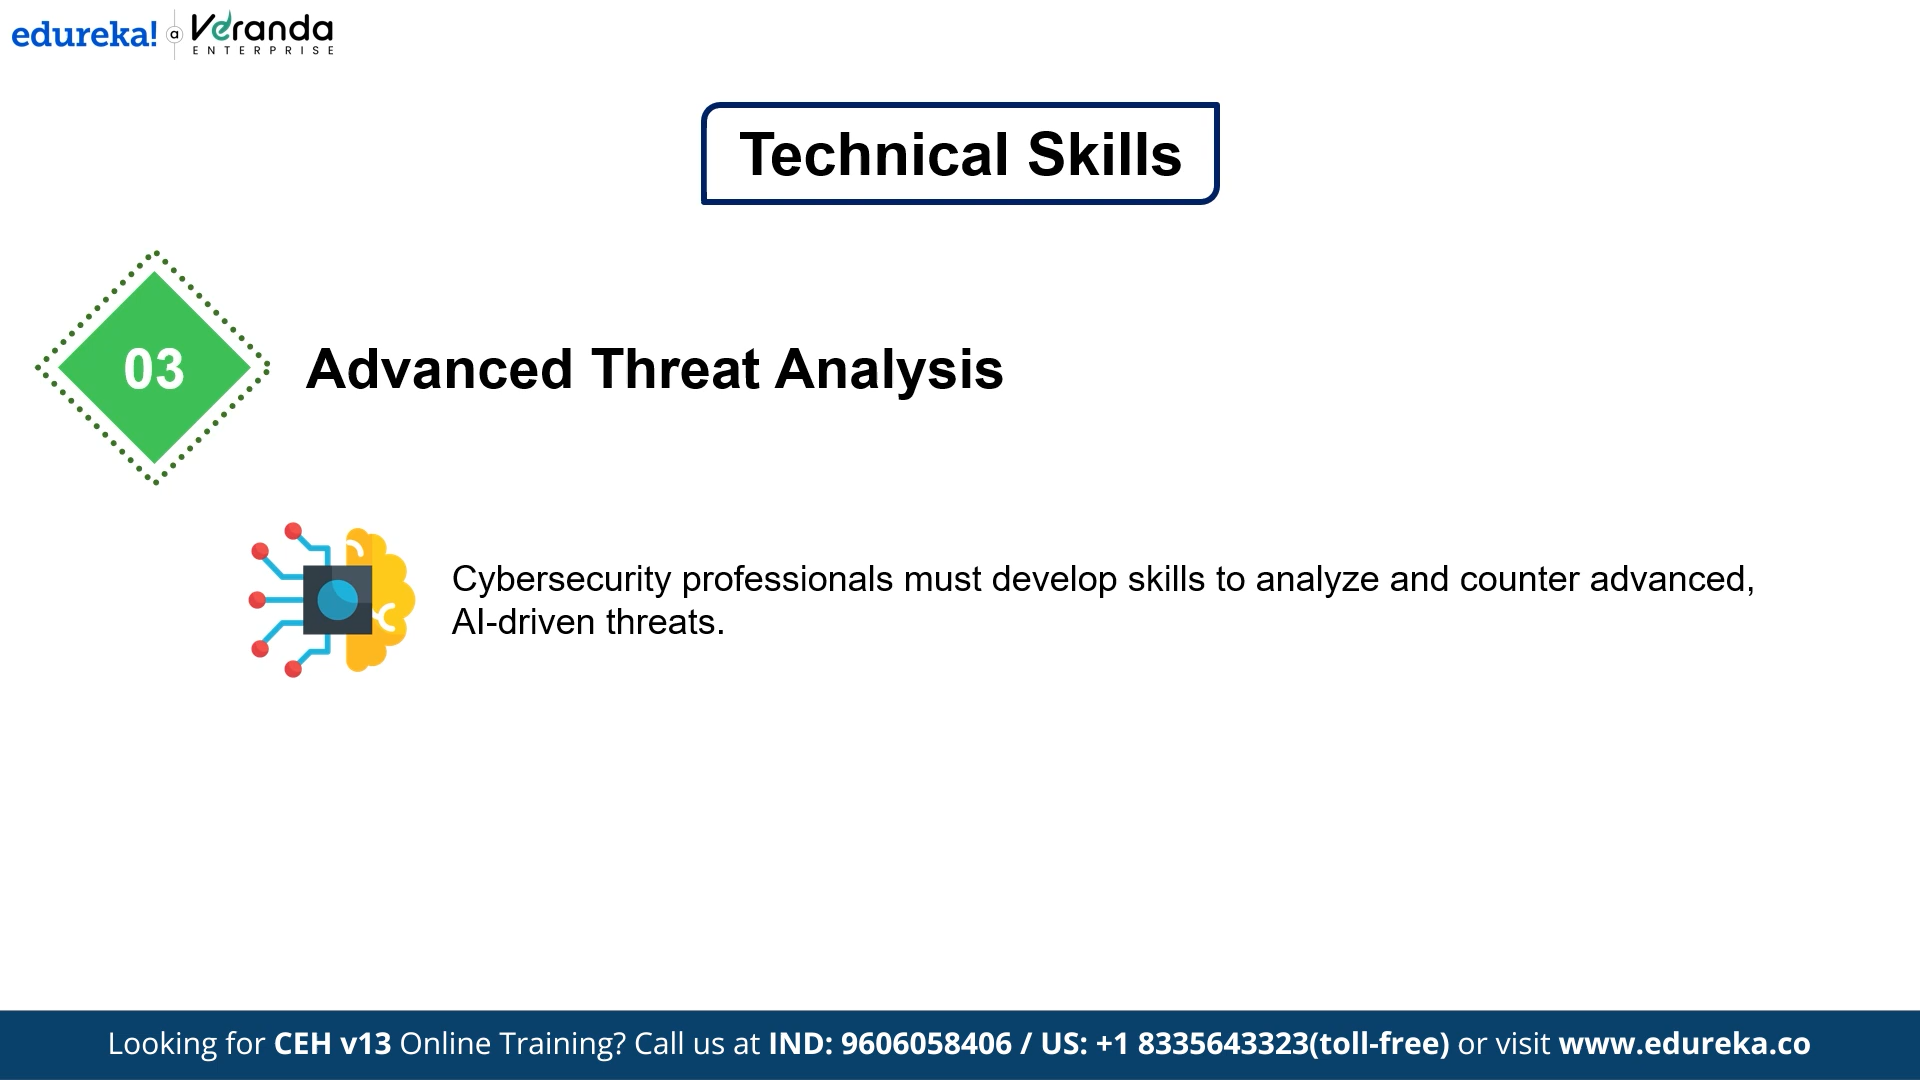 edureka! a Veranda
ENTERPRISE
Technical Skills
03
Advanced Threat Analysis
Cybersecurity professionals must develop skills to analyze and counter advanced,
AI-driven threats.
Looking for CEH v13 Online Training? Call us at IND: 9606058406 / US: +1 8335643323(toll-free) or visit www.edureka.co